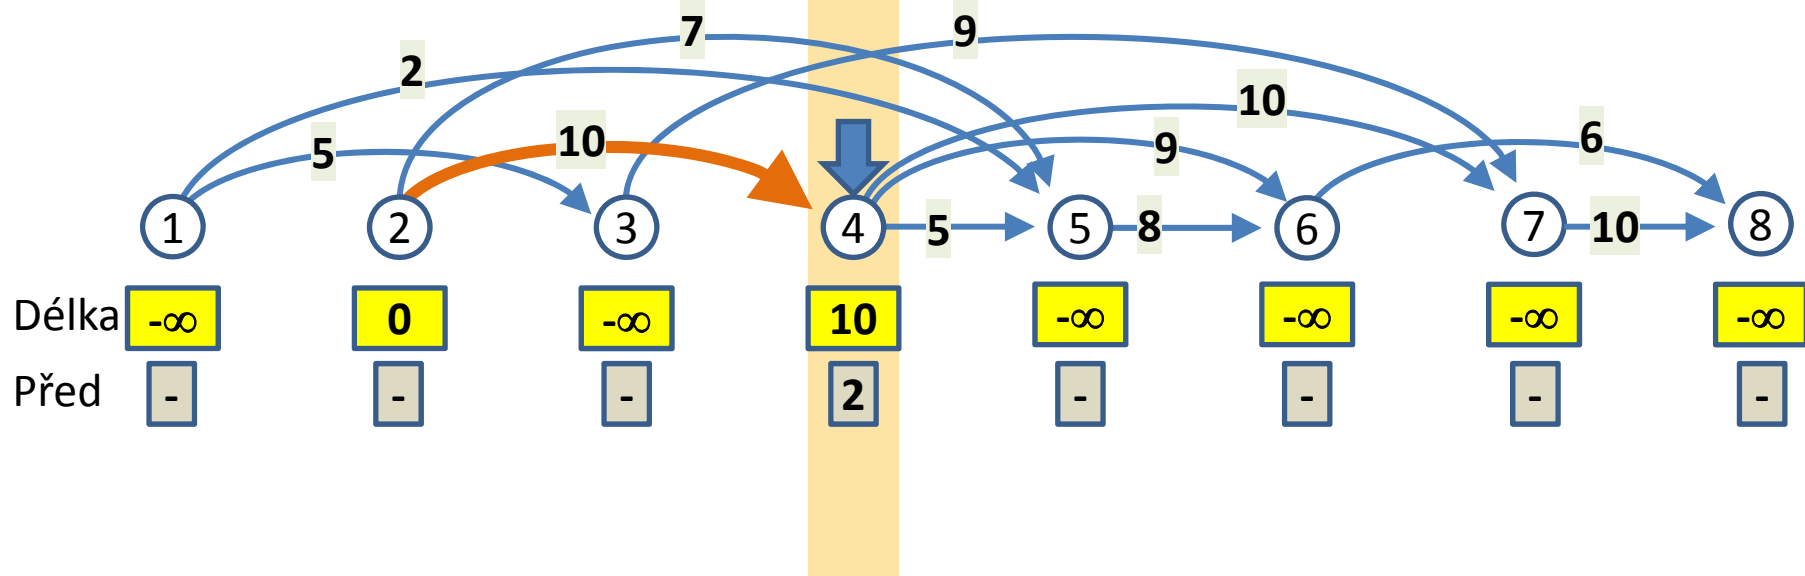 7 9
2
10
5 10 9 6
1 2 3 4 5 5 8 6 7 10 8
Délka -∞ 0 -∞ 10 -∞ -∞ -∞ -∞
Před - - - 2 - - - -